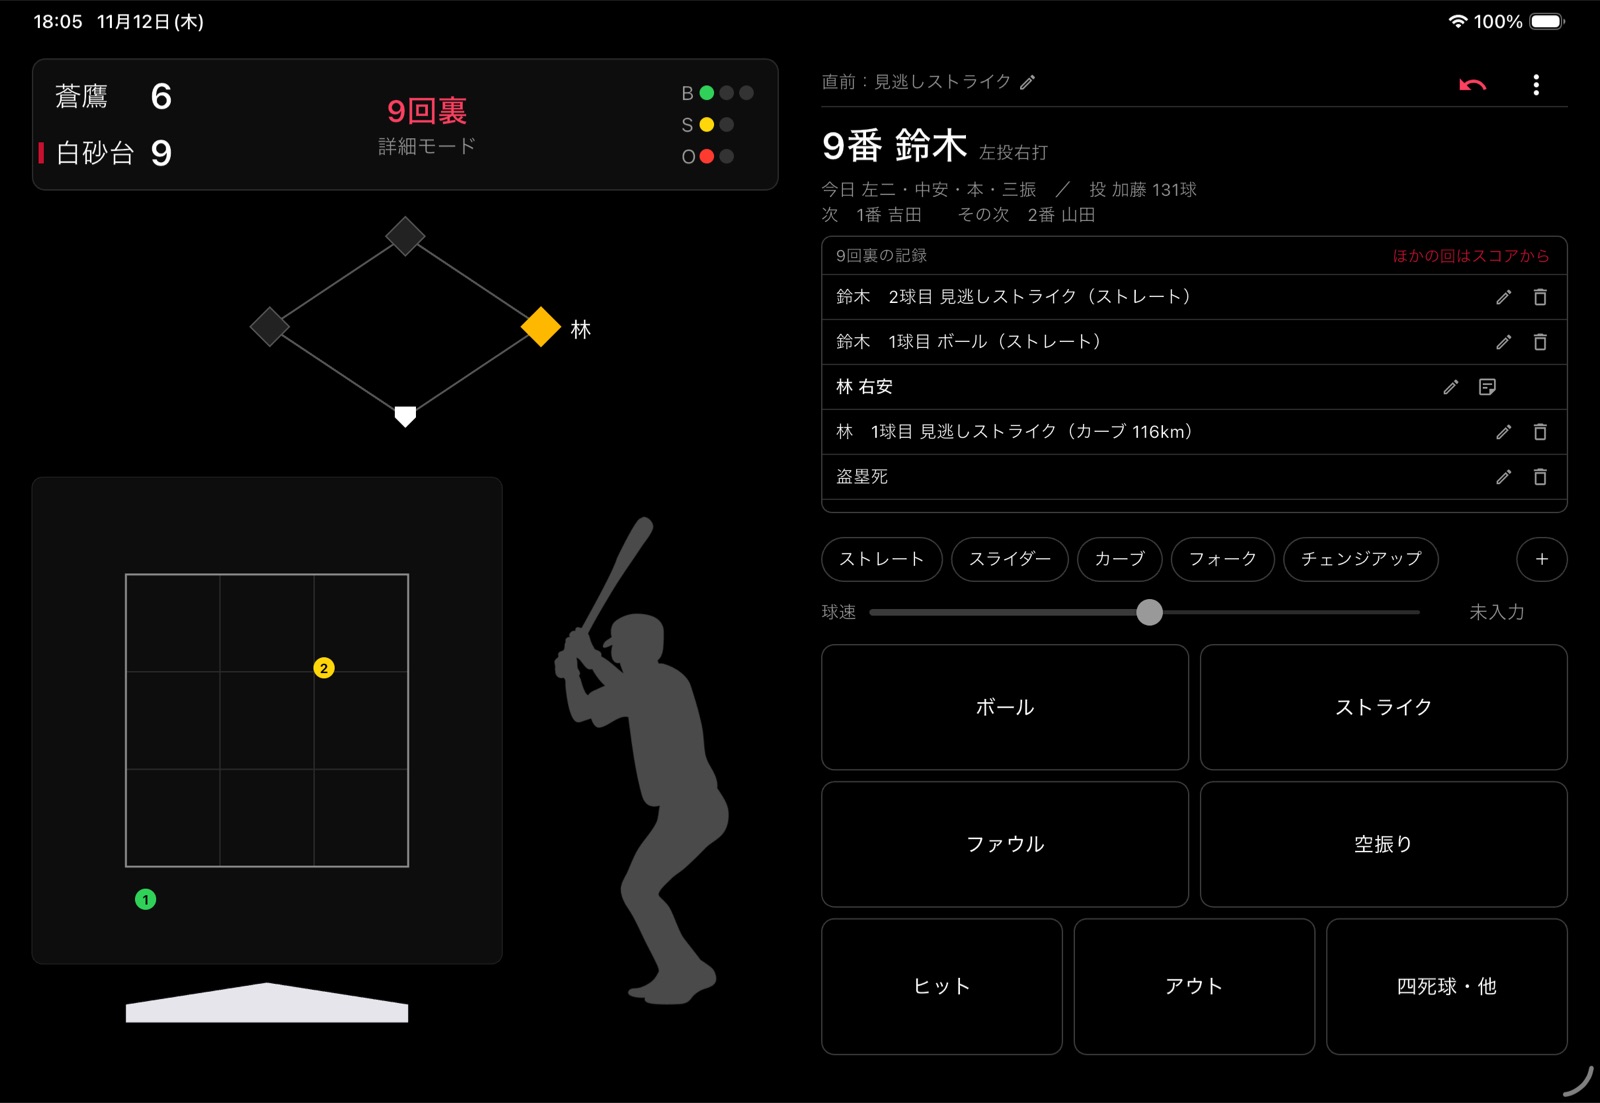 18:05 11月12日(木)
100%
蒼鷹 6
白砂台 9
9回裏
詳細モード
B
S
O
林
2
1
直前：見逃しストライク
9番 鈴木 左投右打
今日 左二・中安・本・三振 ／ 投 加藤 131球
次 1番 吉田 その次 2番 山田
9回裏の記録 ほかの回はスコアから
鈴木 2球目 見逃しストライク（ストレート）
鈴木 1球目 ボール（ストレート）
林 右安
林 1球目 見逃しストライク（カーブ 116km）
盗塁死
ストレート スライダー カーブ フォーク チェンジアップ +
球速 未入力
ボール ストライク
ファウル 空振り
ヒット アウト 四死球・他